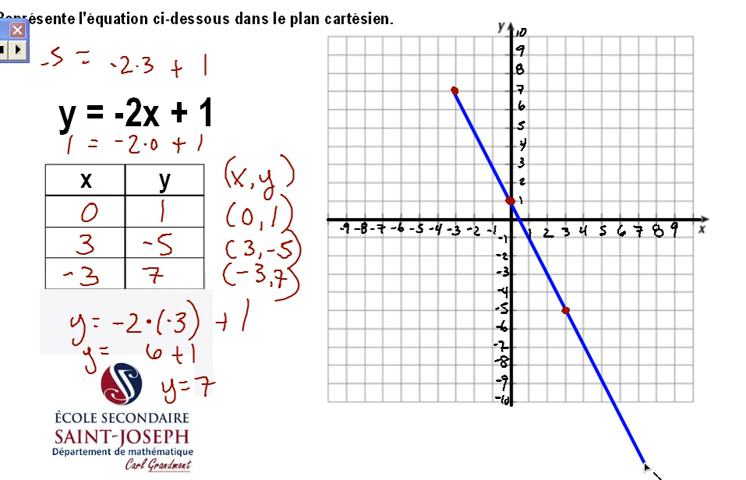 Représente l'équation ci-dessous dans le plan cartésien.
-5 = -2·3 + 1
y = -2x + 1
1 = -2·0 + 1
x y (x, y)
0 1 (0, 1)
3 -5 (3, -5)
-3 7 (-3, 7)
y = -2·(-3) + 1
y = 6 + 1
y = 7
ÉCOLE SECONDAIRE
SAINT-JOSEPH
Département de mathématique
Carl Grandmont
y
10
9
8
7
6
5
4
3
2
1
-9 -8 -7 -6 -5 -4 -3 -2 -1 1 2 3 4 5 6 7 8 9 x
-1
-2
-3
-4
-5
-6
-7
-8
-9
-10